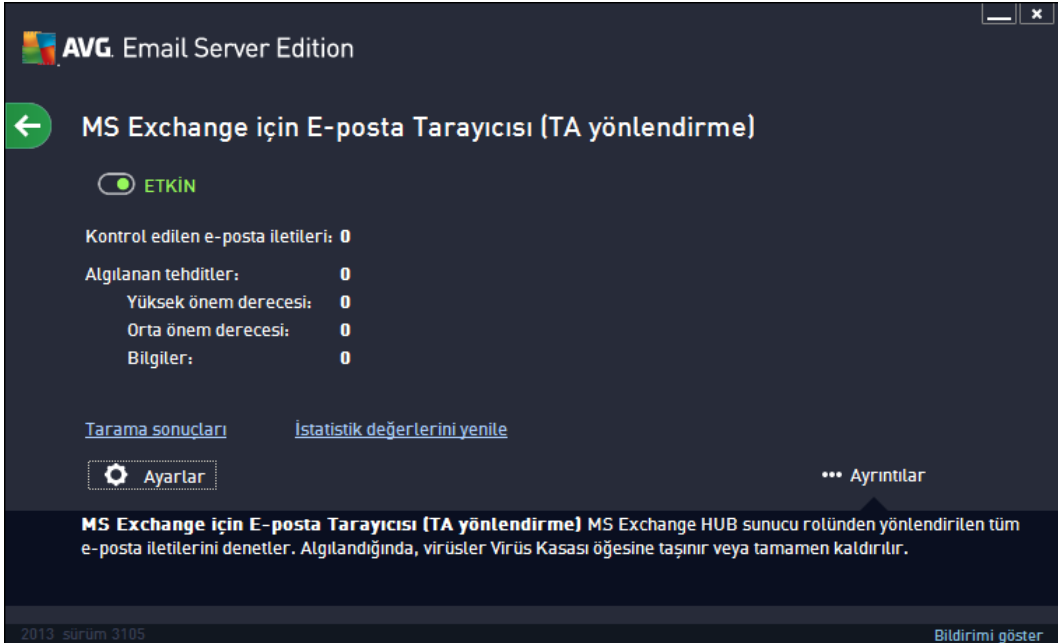 AVG. Email Server Edition
MS Exchange için E-posta Tarayıcısı (TA yönlendirme)
ETKİN
Kontrol edilen e-posta iletileri: 0
Algılanan tehditler: 0
Yüksek önem derecesi: 0
Orta önem derecesi: 0
Bilgiler: 0
Tarama sonuçları İstatistik değerlerini yenile
Ayarlar ••• Ayrıntılar
MS Exchange için E-posta Tarayıcısı (TA yönlendirme) MS Exchange HUB sunucu rolünden yönlendirilen tüm
e-posta iletilerini denetler. Algılandığında, virüsler Virüs Kasası öğesine taşınır veya tamamen kaldırılır.
2013 sürüm 3105 Bildirimi göster